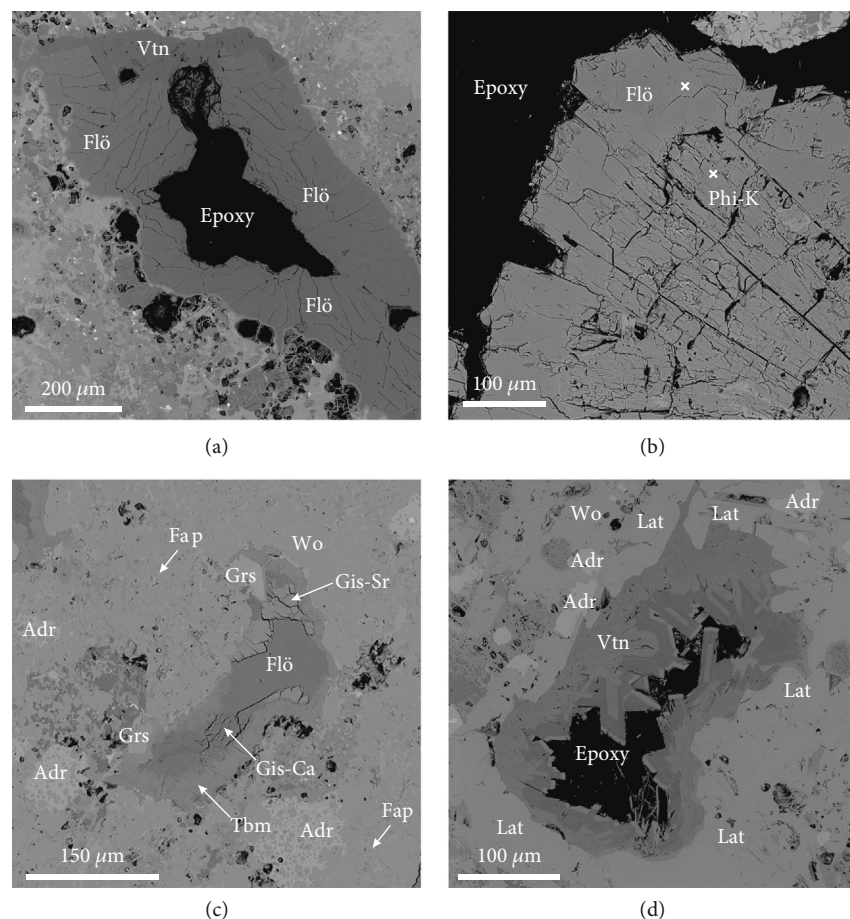 Vtn
Flö
Flö
Epoxy
Flö
200 μm
(a)
Epoxy
Flö
Phi-K
100 μm
(b)
Fap
Wo
Grs
Gis-Sr
Adr
Flö
Grs
Gis-Ca
Adr
Tbm
Adr
Fap
150 μm
(c)
Wo
Lat
Lat
Adr
Adr
Adr
Vtn
Lat
Epoxy
Lat
Lat
100 μm
(d)